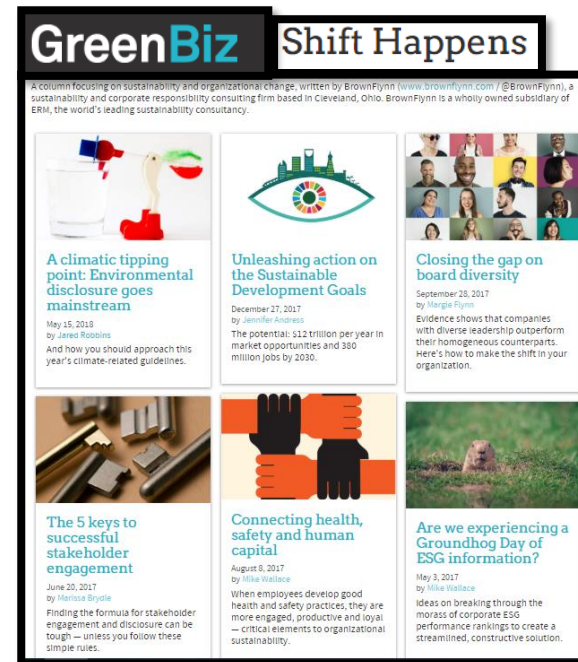 GreenBiz
Shift Happens
A column focusing on sustainability and organizational change, written by BrownFlynn (www.brownflynn.com / @BrownFlynn), a
sustainability and corporate responsibility consulting firm based in Cleveland, Ohio. BrownFlynn is a wholly owned subsidiary of
ERM, the world's leading sustainability consultancy.
A climatic tipping
point: Environmental
disclosure goes
mainstream
May 15, 2018
by Jared Robbins
And how you should approach this
year's climate-related guidelines.
Unleashing action on
the Sustainable
Development Goals
December 27, 2017
by Jennifer Andress
The potential: $12 trillion per year in
market opportunities and 380
million jobs by 2030.
Closing the gap on
board diversity
September 28, 2017
by Margie Flynn
Evidence shows that companies
with diverse leadership outperform
their homogeneous counterparts.
Here's how to make the shift in your
organization.
The 5 keys to
successful
stakeholder
engagement
June 20, 2017
by Marissa Brydle
Finding the formula for stakeholder
engagement and disclosure can be
tough — unless you follow these
simple rules.
Connecting health,
safety and human
capital
August 8, 2017
by Mike Wallace
When employees develop good
health and safety practices, they are
more engaged, productive and loyal
— critical elements to organizational
sustainability.
Are we experiencing a
Groundhog Day of
ESG information?
May 3, 2017
by Mike Wallace
Ideas on breaking through the
morass of corporate ESG
performance rankings to create a
streamlined, constructive solution.